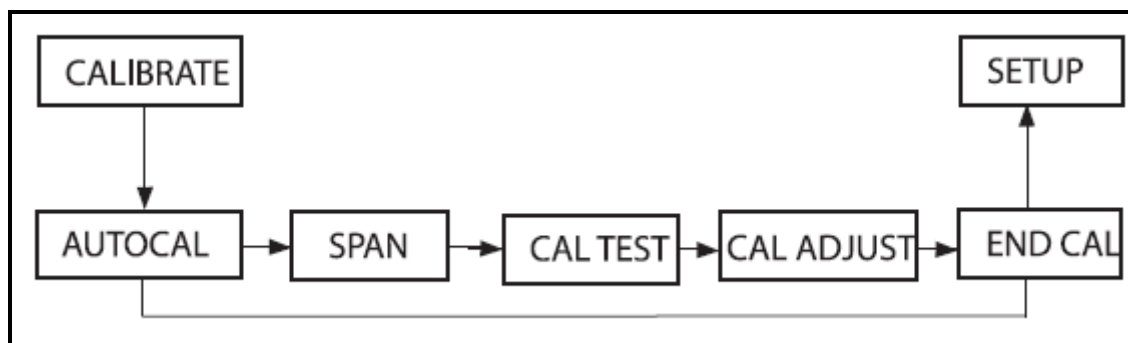 CALIBRATE
SETUP
AUTOCAL
SPAN
CAL TEST
CAL ADJUST
END CAL